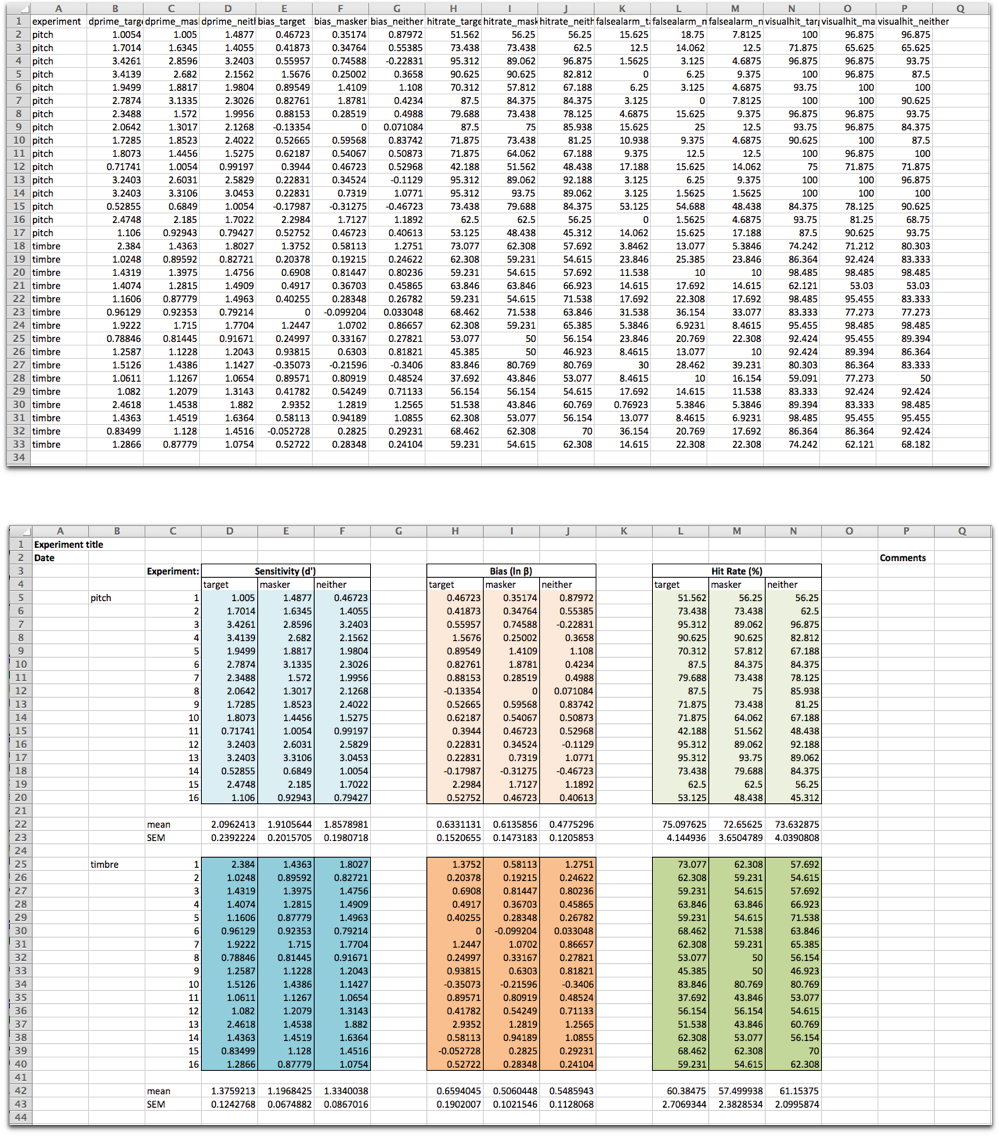 A B C D E F G H I J K L M N O P Q
1 experiment dprime_targ dprime_mas dprime_neitl bias_target bias_masker bias_neither hitrate_targe hitrate_mask hitrate_neith falsealarm_t falsealarm_n falsealarm_n visualhit_targ visualhit_ma visualhit_neither
2 pitch 1.0054 1.005 1.4877 0.46723 0.35174 0.87972 51.562 56.25 56.25 15.625 18.75 7.8125 100 96.875 96.875
3 pitch 1.7014 1.6345 1.4055 0.41873 0.34764 0.55385 73.438 73.438 62.5 12.5 14.062 12.5 71.875 65.625 65.625
4 pitch 3.4261 2.8596 3.2403 0.55957 0.74588 -0.22831 95.312 89.062 96.875 1.5625 3.125 4.6875 96.875 96.875 93.75
5 pitch 3.4139 2.682 2.1562 1.5676 0.25002 0.3658 90.625 90.625 82.812 0 6.25 9.375 100 96.875 87.5
6 pitch 1.9499 1.8817 1.9804 0.89549 1.4109 1.108 70.312 57.812 67.188 6.25 3.125 4.6875 93.75 100 100
7 pitch 2.7874 3.1335 2.3026 0.82761 1.8781 0.4234 87.5 84.375 84.375 3.125 0 7.8125 100 100 90.625
8 pitch 2.3488 1.572 1.9956 0.88153 0.28519 0.4988 79.688 73.438 78.125 4.6875 15.625 9.375 96.875 96.875 93.75
9 pitch 2.0642 1.3017 2.1268 -0.13354 0 0.071084 87.5 75 85.938 15.625 25 12.5 93.75 96.875 84.375
10 pitch 1.7285 1.8523 2.4022 0.52665 0.59568 0.83742 71.875 73.438 81.25 10.938 9.375 4.6875 90.625 100 87.5
11 pitch 1.8073 1.4456 1.5275 0.62187 0.54067 0.50873 71.875 64.062 67.188 9.375 12.5 12.5 96.875 100 100
12 pitch 0.71741 1.0054 0.99197 0.3944 0.46723 0.52968 42.188 51.562 48.438 17.188 15.625 14.062 75 71.875 71.875
13 pitch 3.2403 2.6031 2.5829 0.22831 0.34524 -0.1129 95.312 89.062 92.188 3.125 6.25 9.375 100 100 96.875
14 pitch 3.2403 3.3106 3.0453 0.22831 0.7319 1.0771 95.312 93.75 89.062 3.125 1.5625 1.5625 100 100 100
15 pitch 0.52855 0.6849 1.0054 -0.17987 -0.31275 -0.46723 73.438 79.688 84.375 53.125 54.688 48.438 84.375 78.125 90.625
16 pitch 2.4748 2.185 1.7022 2.2984 1.7127 1.1892 62.5 62.5 56.25 0 1.5625 4.6875 93.75 81.25 68.75
17 pitch 1.106 0.92943 0.79427 0.52752 0.46723 0.40613 53.125 48.438 45.312 14.062 15.625 17.188 87.5 90.625 93.75
18 timbre 2.384 1.4363 1.8027 1.3752 0.58113 1.2751 73.077 62.308 57.692 3.8462 13.077 5.3846 74.242 71.212 80.303
19 timbre 1.0248 0.89592 0.82721 0.20378 0.19215 0.24622 62.308 59.231 54.615 23.846 25.385 23.846 86.364 92.424 83.333
20 timbre 1.4319 1.3975 1.4756 0.6908 0.81447 0.80236 59.231 54.615 57.692 11.538 10 10 98.485 98.485 98.485
21 timbre 1.4074 1.2815 1.4909 0.4917 0.36703 0.45865 63.846 63.846 66.923 14.615 17.692 14.615 62.121 53.03 53.03
22 timbre 1.1606 0.87779 1.4963 0.40255 0.28348 0.26782 59.231 54.615 71.538 17.692 22.308 17.692 98.485 95.455 83.333
23 timbre 0.96129 0.92353 0.79214 0 -0.099204 0.033048 68.462 71.538 63.846 31.538 36.154 33.077 83.333 77.273 77.273
24 timbre 1.9222 1.715 1.7704 1.2447 1.0702 0.86657 62.308 59.231 65.385 5.3846 6.9231 8.4615 95.455 98.485 98.485
25 timbre 0.78846 0.81445 0.91671 0.24997 0.33167 0.27821 53.077 50 56.154 23.846 20.769 22.308 92.424 95.455 89.394
26 timbre 1.2587 1.1228 1.2043 0.93815 0.6303 0.81821 45.385 50 46.923 8.4615 13.077 10 92.424 89.394 86.364
27 timbre 1.5126 1.4386 1.1427 -0.35073 -0.21596 -0.3406 83.846 80.769 80.769 30 28.462 39.231 80.303 86.364 83.333
28 timbre 1.0611 1.1267 1.0654 0.89571 0.80919 0.48524 37.692 43.846 53.077 8.4615 10 16.154 59.091 77.273 50
29 timbre 1.082 1.2079 1.3143 0.41782 0.54249 0.71133 56.154 56.154 54.615 17.692 14.615 11.538 83.333 92.424 92.424
30 timbre 2.4618 1.4538 1.882 2.9352 1.2819 1.2565 51.538 43.846 60.769 0.76923 5.3846 5.3846 89.394 83.333 98.485
31 timbre 1.4363 1.4519 1.6364 0.58113 0.94189 1.0855 62.308 53.077 56.154 13.077 8.4615 6.9231 98.485 95.455 95.455
32 timbre 0.83499 1.128 1.4516 -0.052728 0.2825 0.29231 68.462 62.308 70 36.154 20.769 17.692 86.364 86.364 92.424
33 timbre 1.2866 0.87779 1.0754 0.52722 0.28348 0.24104 59.231 54.615 62.308 14.615 22.308 22.308 74.242 62.121 68.182
34
A B C D E F G H I J K L M N O P Q
1 Experiment title
2 Date Comments
3 Experiment: Sensitivity (d') Bias (ln β) Hit Rate (%)
4 target masker neither target masker neither target masker neither
5 pitch 1 1.005 1.4877 0.46723 0.46723 0.35174 0.87972 51.562 56.25 56.25
6 2 1.7014 1.6345 1.4055 0.41873 0.34764 0.55385 73.438 73.438 62.5
7 3 3.4261 2.8596 3.2403 0.55957 0.74588 -0.22831 95.312 89.062 96.875
8 4 3.4139 2.682 2.1562 1.5676 0.25002 0.3658 90.625 90.625 82.812
9 5 1.9499 1.8817 1.9804 0.89549 1.4109 1.108 70.312 57.812 67.188
10 6 2.7874 3.1335 2.3026 0.82761 1.8781 0.4234 87.5 84.375 84.375
11 7 2.3488 1.572 1.9956 0.88153 0.28519 0.4988 79.688 73.438 78.125
12 8 2.0642 1.3017 2.1268 -0.13354 0 0.071084 87.5 75 85.938
13 9 1.7285 1.8523 2.4022 0.52665 0.59568 0.83742 71.875 73.438 81.25
14 10 1.8073 1.4456 1.5275 0.62187 0.54067 0.50873 71.875 64.062 67.188
15 11 0.71741 1.0054 0.99197 0.3944 0.46723 0.52968 42.188 51.562 48.438
16 12 3.2403 2.6031 2.5829 0.22831 0.34524 -0.1129 95.312 89.062 92.188
17 13 3.2403 3.3106 3.0453 0.22831 0.7319 1.0771 95.312 93.75 89.062
18 14 0.52855 0.6849 1.0054 -0.17987 -0.31275 -0.46723 73.438 79.688 84.375
19 15 2.4748 2.185 1.7022 2.2984 1.7127 1.1892 62.5 62.5 56.25
20 16 1.106 0.92943 0.79427 0.52752 0.46723 0.40613 53.125 48.438 45.312
21
22 mean 2.0962413 1.9105644 1.8578981 0.6331131 0.6135856 0.4775296 75.097625 72.65625 73.632875
23 SEM 0.2392224 0.2015705 0.1980718 0.1520655 0.1473183 0.1205853 4.144936 3.6504789 4.0390808
24
25 timbre 1 2.384 1.4363 1.8027 1.3752 0.58113 1.2751 73.077 62.308 57.692
26 2 1.0248 0.89592 0.82721 0.20378 0.19215 0.24622 62.308 59.231 54.615
27 3 1.4319 1.3975 1.4756 0.6908 0.81447 0.80236 59.231 54.615 57.692
28 4 1.4074 1.2815 1.4909 0.4917 0.36703 0.45865 63.846 63.846 66.923
29 5 1.1606 0.87779 1.4963 0.40255 0.28348 0.26782 59.231 54.615 71.538
30 6 0.96129 0.92353 0.79214 0 -0.099204 0.033048 68.462 71.538 63.846
31 7 1.9222 1.715 1.7704 1.2447 1.0702 0.86657 62.308 59.231 65.385
32 8 0.78846 0.81445 0.91671 0.24997 0.33167 0.27821 53.077 50 56.154
33 9 1.2587 1.1228 1.2043 0.93815 0.6303 0.81821 45.385 50 46.923
34 10 1.5126 1.4386 1.1427 -0.35073 -0.21596 -0.3406 83.846 80.769 80.769
35 11 1.0611 1.1267 1.0654 0.89571 0.80919 0.48524 37.692 43.846 53.077
36 12 1.082 1.2079 1.3143 0.41782 0.54249 0.71133 56.154 56.154 54.615
37 13 2.4618 1.4538 1.882 2.9352 1.2819 1.2565 51.538 43.846 60.769
38 14 1.4363 1.4519 1.6364 0.58113 0.94189 1.0855 62.308 53.077 56.154
39 15 0.83499 1.128 1.4516 -0.052728 0.2825 0.29231 68.462 62.308 70
40 16 1.2866 0.87779 1.0754 0.52722 0.28348 0.24104 59.231 54.615 62.308
41
42 mean 1.3759213 1.1968425 1.3340038 0.6594045 0.5060448 0.5485943 60.38475 57.499938 61.15375
43 SEM 0.1242768 0.0674882 0.0867016 0.1902007 0.1021546 0.1128068 2.7069344 2.3828534 2.0995874
44